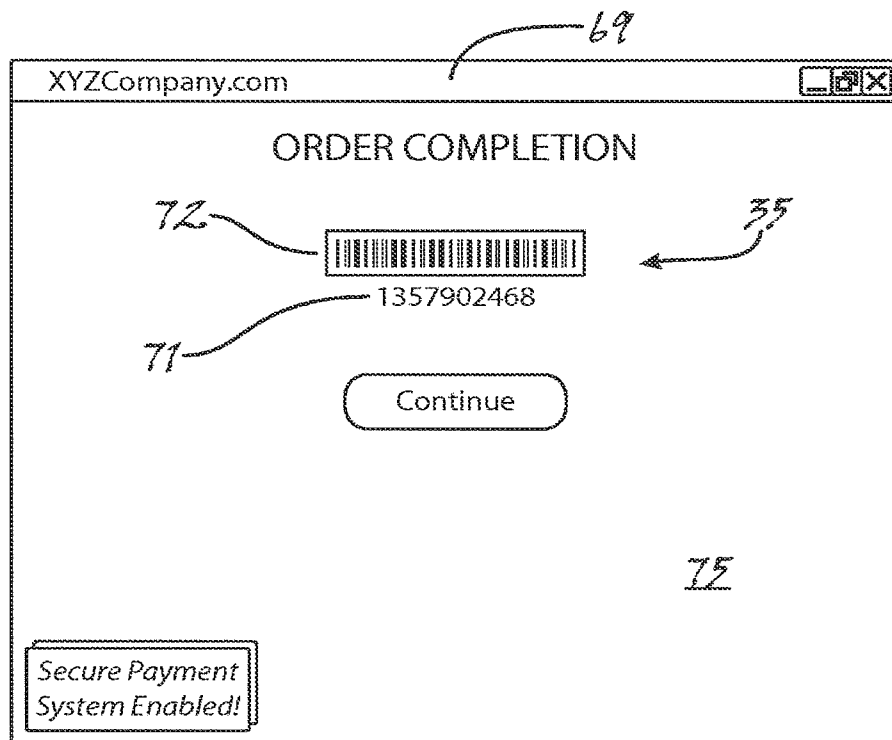 69
XYZCompany.com
ORDER COMPLETION
72
35
1357902468
71
Continue
75
Secure Payment
System Enabled!